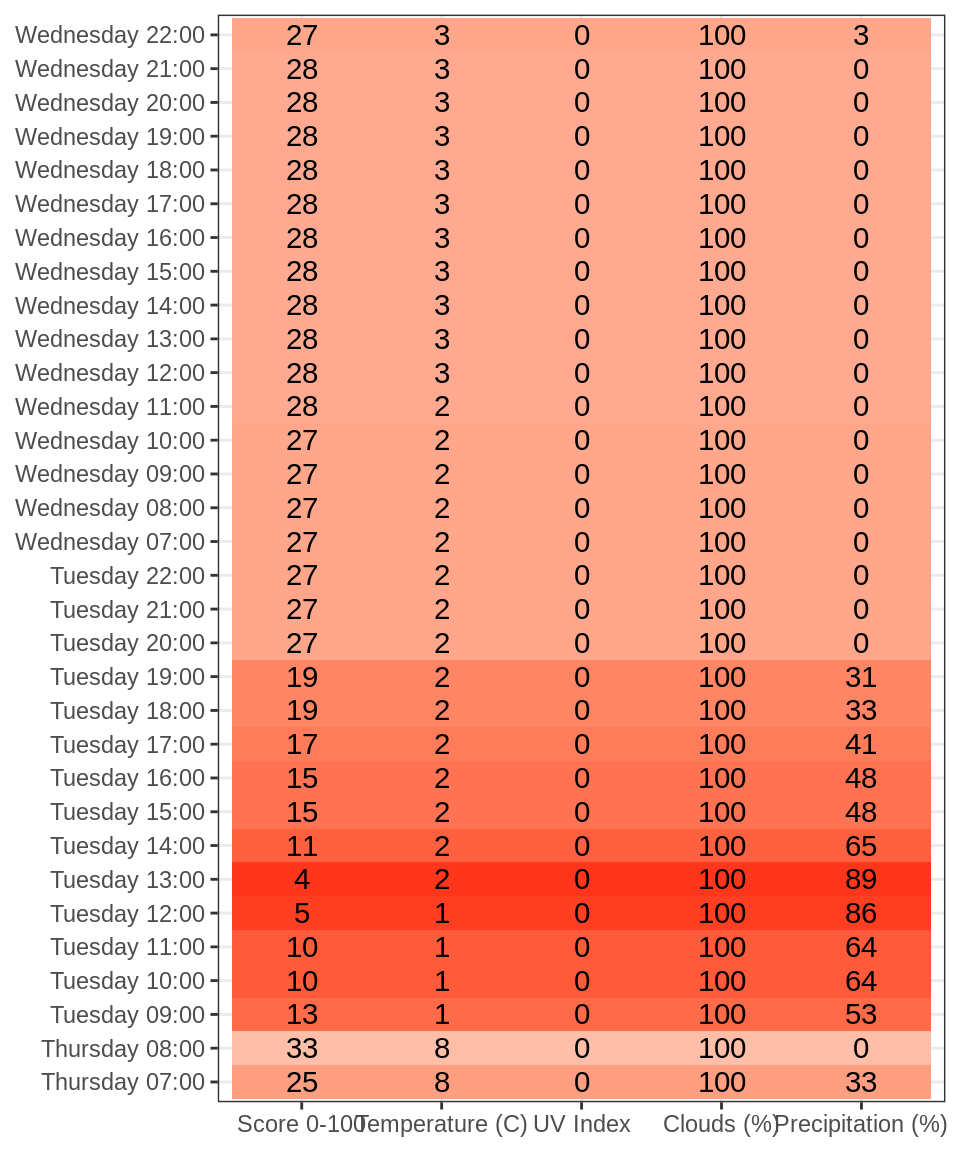 Wednesday 22:00 27 3 0 100 3
Wednesday 21:00 28 3 0 100 0
Wednesday 20:00 28 3 0 100 0
Wednesday 19:00 28 3 0 100 0
Wednesday 18:00 28 3 0 100 0
Wednesday 17:00 28 3 0 100 0
Wednesday 16:00 28 3 0 100 0
Wednesday 15:00 28 3 0 100 0
Wednesday 14:00 28 3 0 100 0
Wednesday 13:00 28 3 0 100 0
Wednesday 12:00 28 3 0 100 0
Wednesday 11:00 28 2 0 100 0
Wednesday 10:00 27 2 0 100 0
Wednesday 09:00 27 2 0 100 0
Wednesday 08:00 27 2 0 100 0
Wednesday 07:00 27 2 0 100 0
Tuesday 22:00 27 2 0 100 0
Tuesday 21:00 27 2 0 100 0
Tuesday 20:00 27 2 0 100 0
Tuesday 19:00 19 2 0 100 31
Tuesday 18:00 19 2 0 100 33
Tuesday 17:00 17 2 0 100 41
Tuesday 16:00 15 2 0 100 48
Tuesday 15:00 15 2 0 100 48
Tuesday 14:00 11 2 0 100 65
Tuesday 13:00 4 2 0 100 89
Tuesday 12:00 5 1 0 100 86
Tuesday 11:00 10 1 0 100 64
Tuesday 10:00 10 1 0 100 64
Tuesday 09:00 13 1 0 100 53
Thursday 08:00 33 8 0 100 0
Thursday 07:00 25 8 0 100 33
Score 0-100 Temperature (C) UV Index Clouds (%) Precipitation (%)